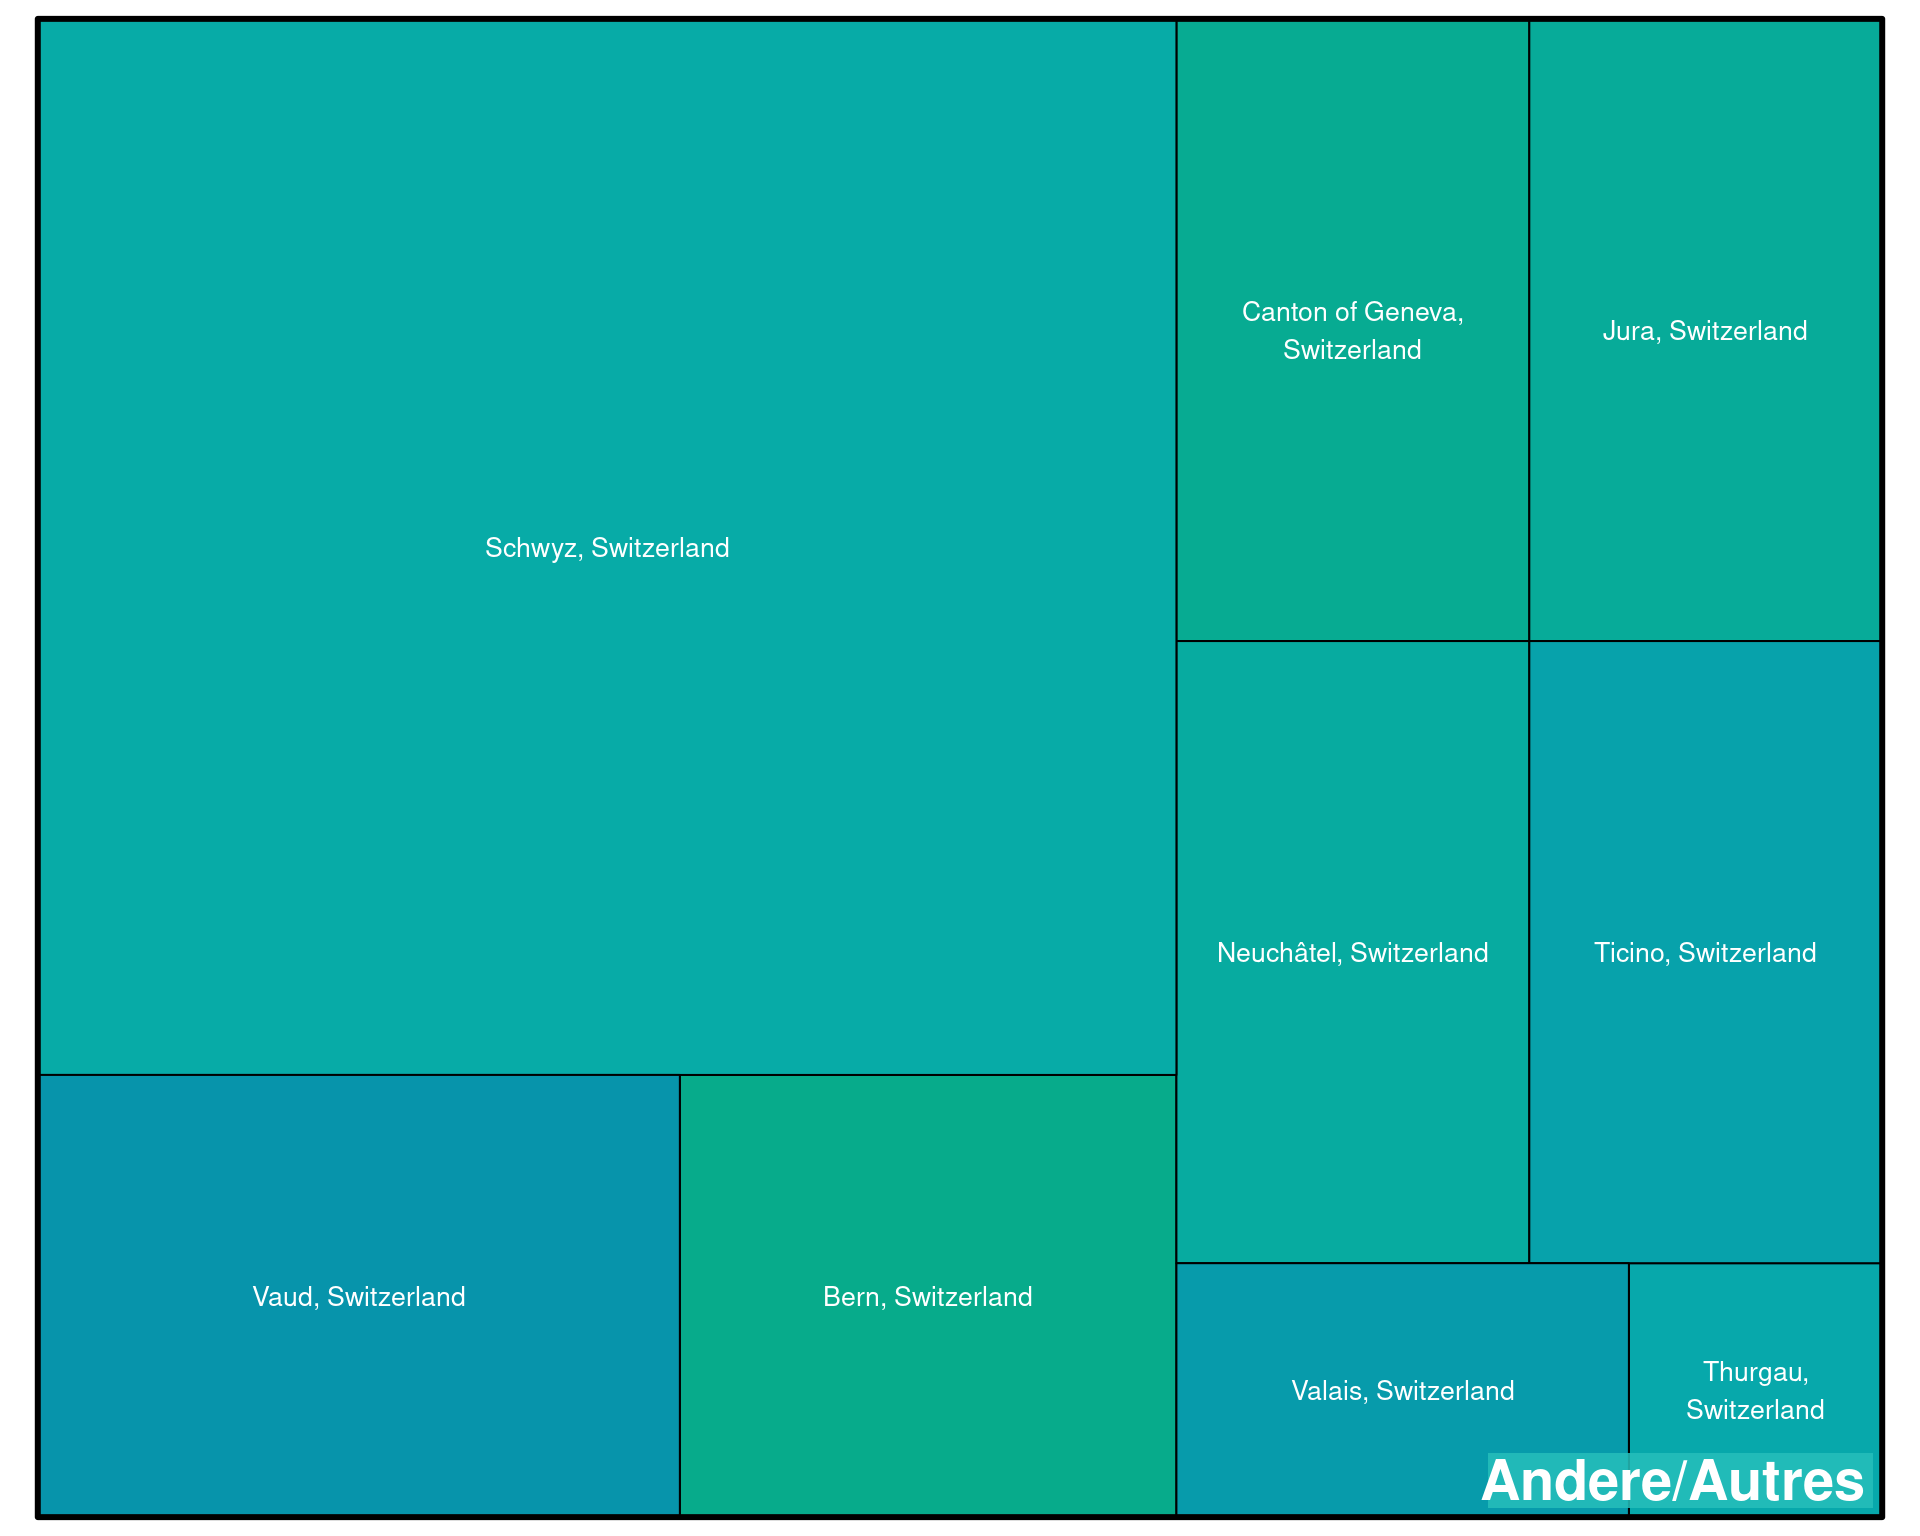 Schwyz, Switzerland
Canton of Geneva,
Switzerland
Jura, Switzerland
Neuchâtel, Switzerland
Ticino, Switzerland
Vaud, Switzerland
Bern, Switzerland
Valais, Switzerland
Thurgau,
Switzerland
Andere/Autres